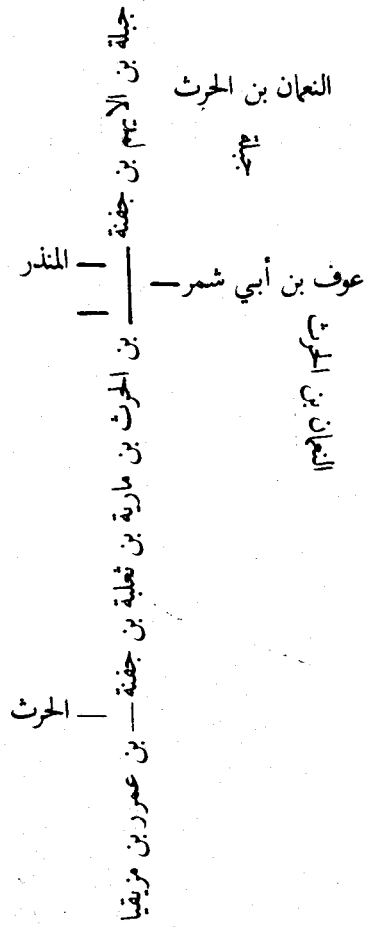 جبلة بن الايهم بن جفنة
بن الحرث بن مارية بن ثعلبة بن جفنة
بن عمرو بن مزيقيا
النعمان بن الحرث
جبلة
المنذر
عوف بن أبي شمر
النعمان بن الحرث
الحرث